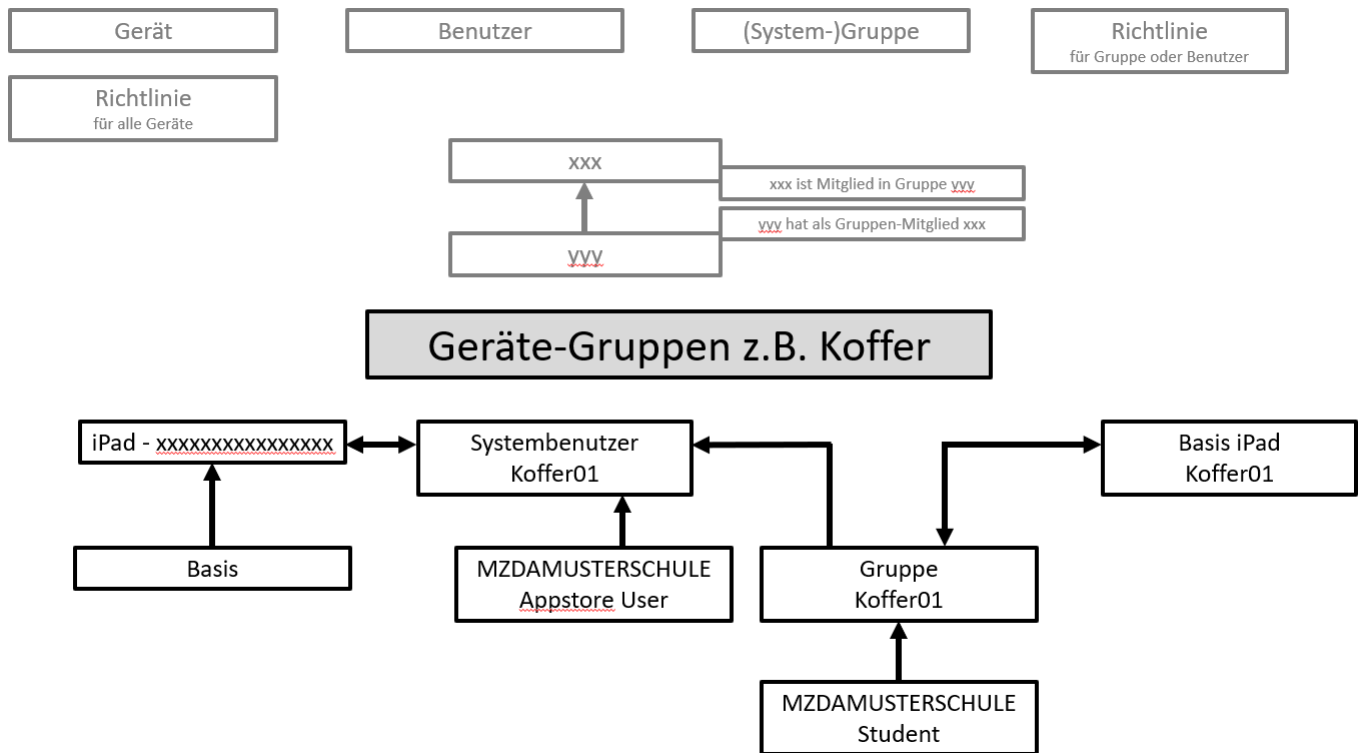 Gerät
Benutzer
(System-)Gruppe
Richtlinie
für Gruppe oder Benutzer
Richtlinie
für alle Geräte
xxx
xxx ist Mitglied in Gruppe yyy
yyy hat als Gruppen-Mitglied xxx
yyy
Geräte-Gruppen z.B. Koffer
iPad - xxxxxxxxxxxxxxxx
Systembenutzer
Koffer01
Basis iPad
Koffer01
Basis
MZDAMUSTERSCHULE
Appstore User
Gruppe
Koffer01
MZDAMUSTERSCHULE
Student